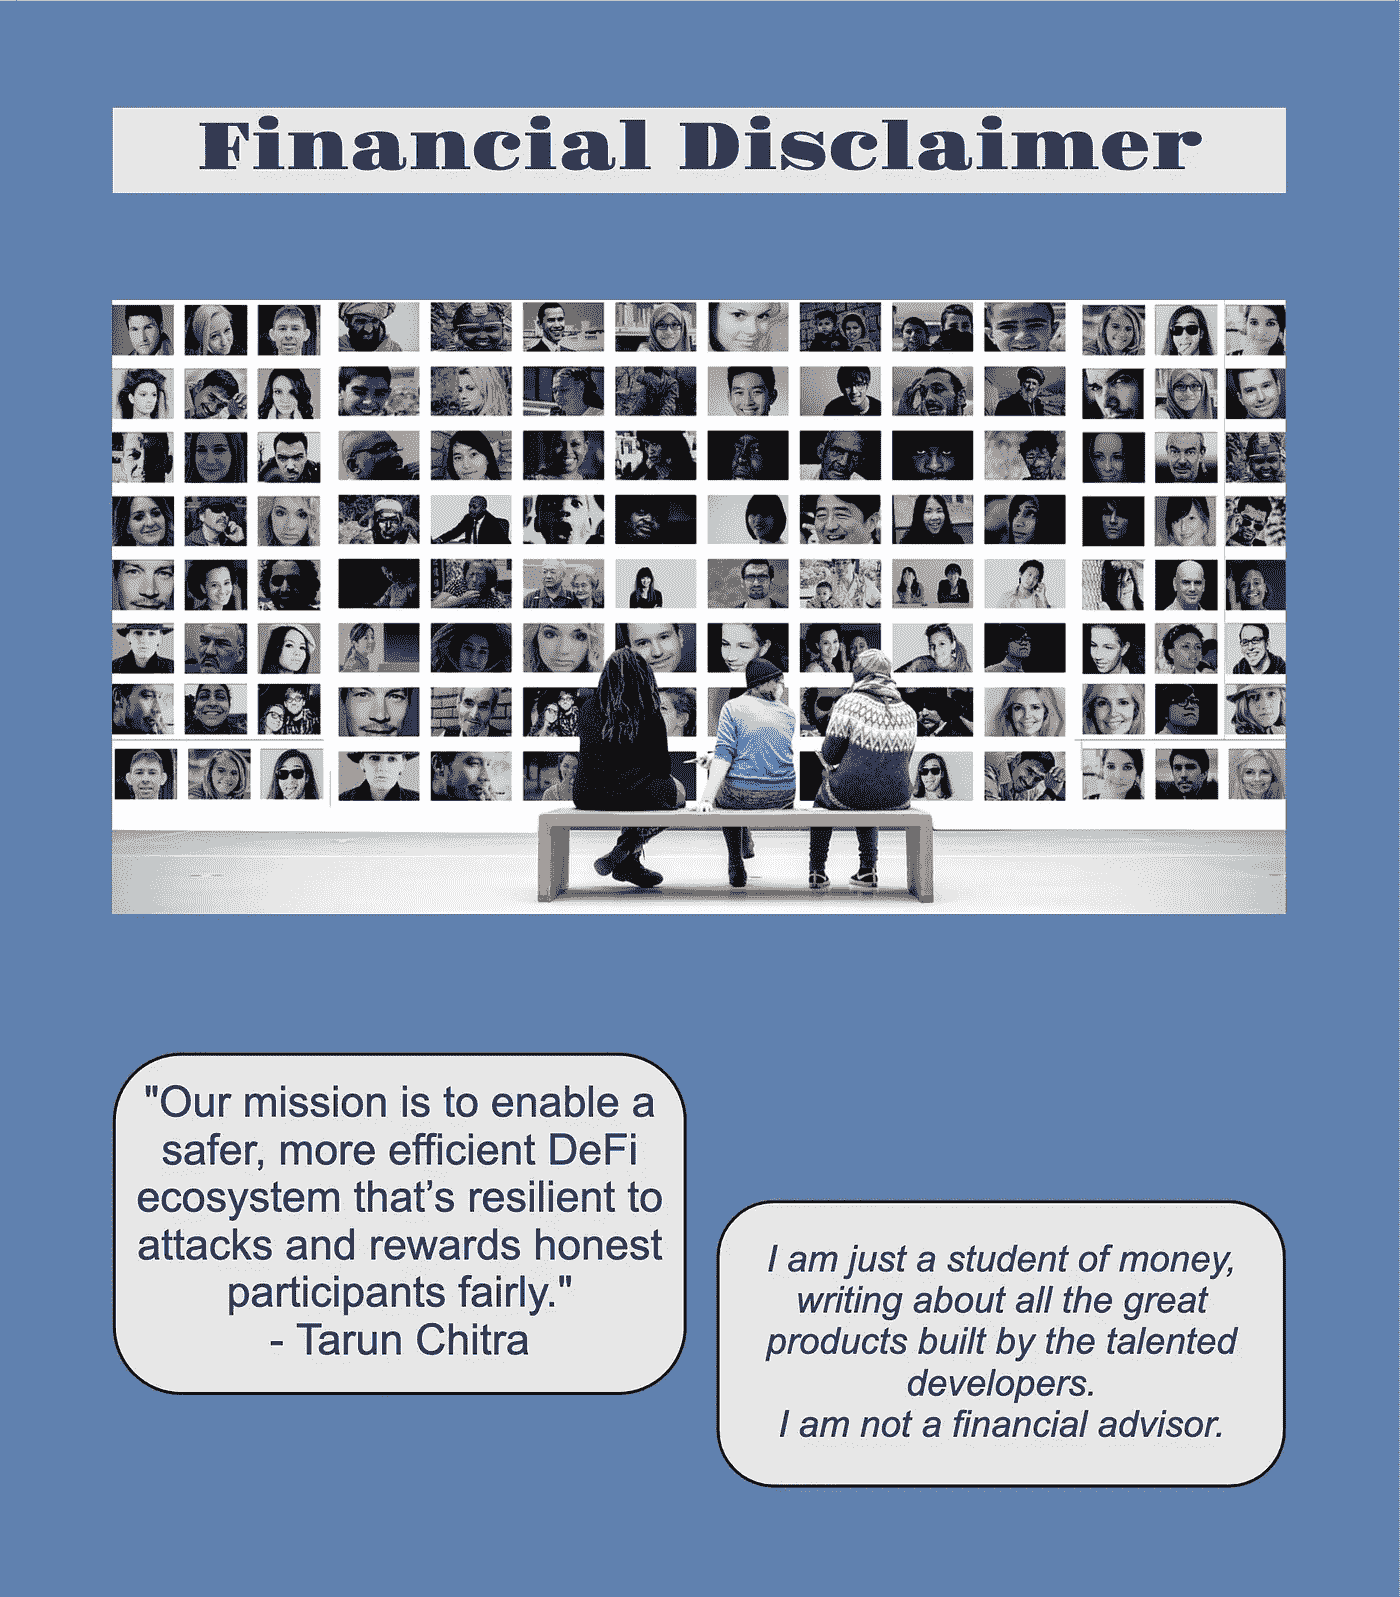 Financial Disclaimer
"Our mission is to enable a
safer, more efficient DeFi
ecosystem that’s resilient to
attacks and rewards honest
participants fairly."
- Tarun Chitra
I am just a student of money,
writing about all the great
products built by the talented
developers.
I am not a financial advisor.